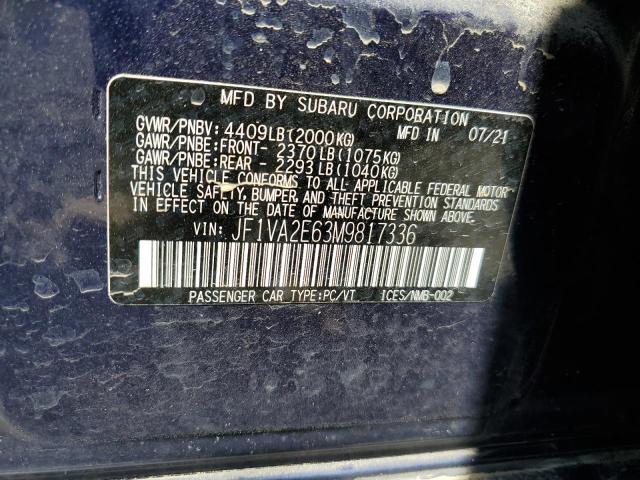 MFD BY SUBARU CORPORATION
GVWR/PNBV: 4409LB(2000KG) MFD IN 07/21
GAWR/PNBE:FRONT- 2370LB(1075KG)
GAWR/PNBE:REAR - 2293LB(1040KG)
THIS VEHICLE CONFORMS TO ALL APPLICABLE FEDERAL MOTOR
VEHICLE SAFETY, BUMPER, AND THEFT PREVENTION STANDARDS
IN EFFECT ON THE DATE OF MANUFACTURE SHOWN ABOVE.
VIN: JF1VA2E63M9817336
PASSENGER CAR TYPE:PC/VT ICES/NMB-002